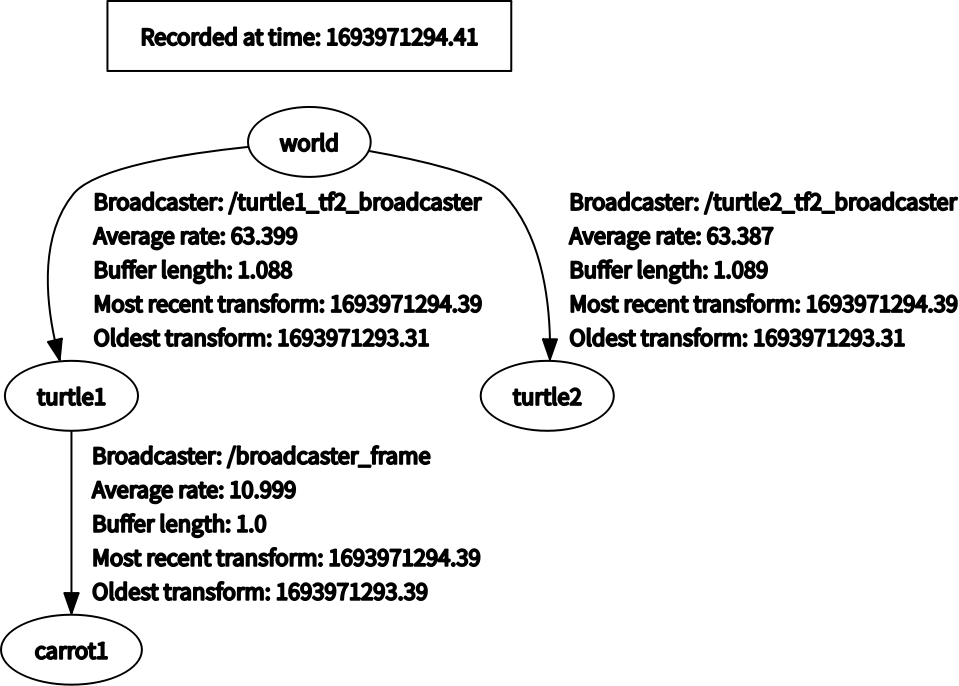 Recorded at time: 1693971294.41
world
Broadcaster: /turtle1_tf2_broadcaster
Average rate: 63.399
Buffer length: 1.088
Most recent transform: 1693971294.39
Oldest transform: 1693971293.31
Broadcaster: /turtle2_tf2_broadcaster
Average rate: 63.387
Buffer length: 1.089
Most recent transform: 1693971294.39
Oldest transform: 1693971293.31
turtle1
turtle2
Broadcaster: /broadcaster_frame
Average rate: 10.999
Buffer length: 1.0
Most recent transform: 1693971294.39
Oldest transform: 1693971293.39
carrot1